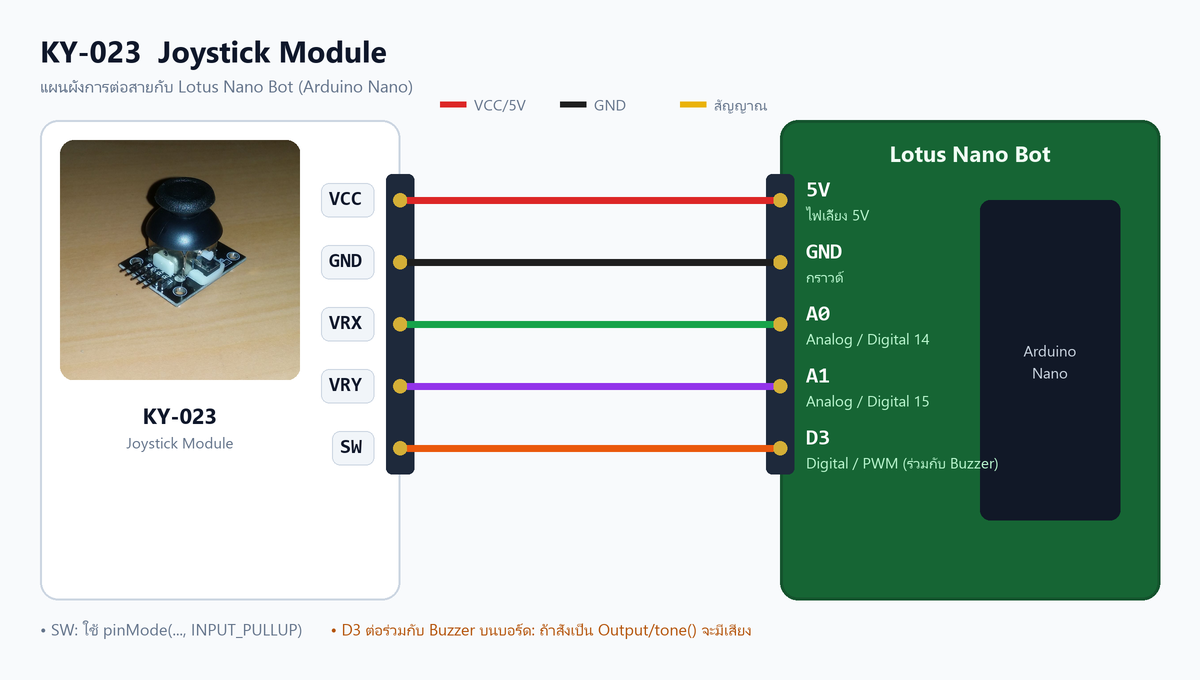 KY-023 Joystick Module
แผนผังการต่อสายกับ Lotus Nano Bot (Arduino Nano)
VCC/5V
GND
สัญญาณ
VCC
GND
VRX
VRY
SW
KY-023
Joystick Module
Lotus Nano Bot
5V
ไฟเลี้ยง 5V
GND
กราวด์
A0
Analog / Digital 14
A1
Analog / Digital 15
D3
Digital / PWM (ร่วมกับ Buzzer)
Arduino
Nano
• SW: ใช้ pinMode(..., INPUT_PULLUP)
• D3 ต่อร่วมกับ Buzzer บนบอร์ด: ถ้าสั่งเป็น Output/tone() จะมีเสียง